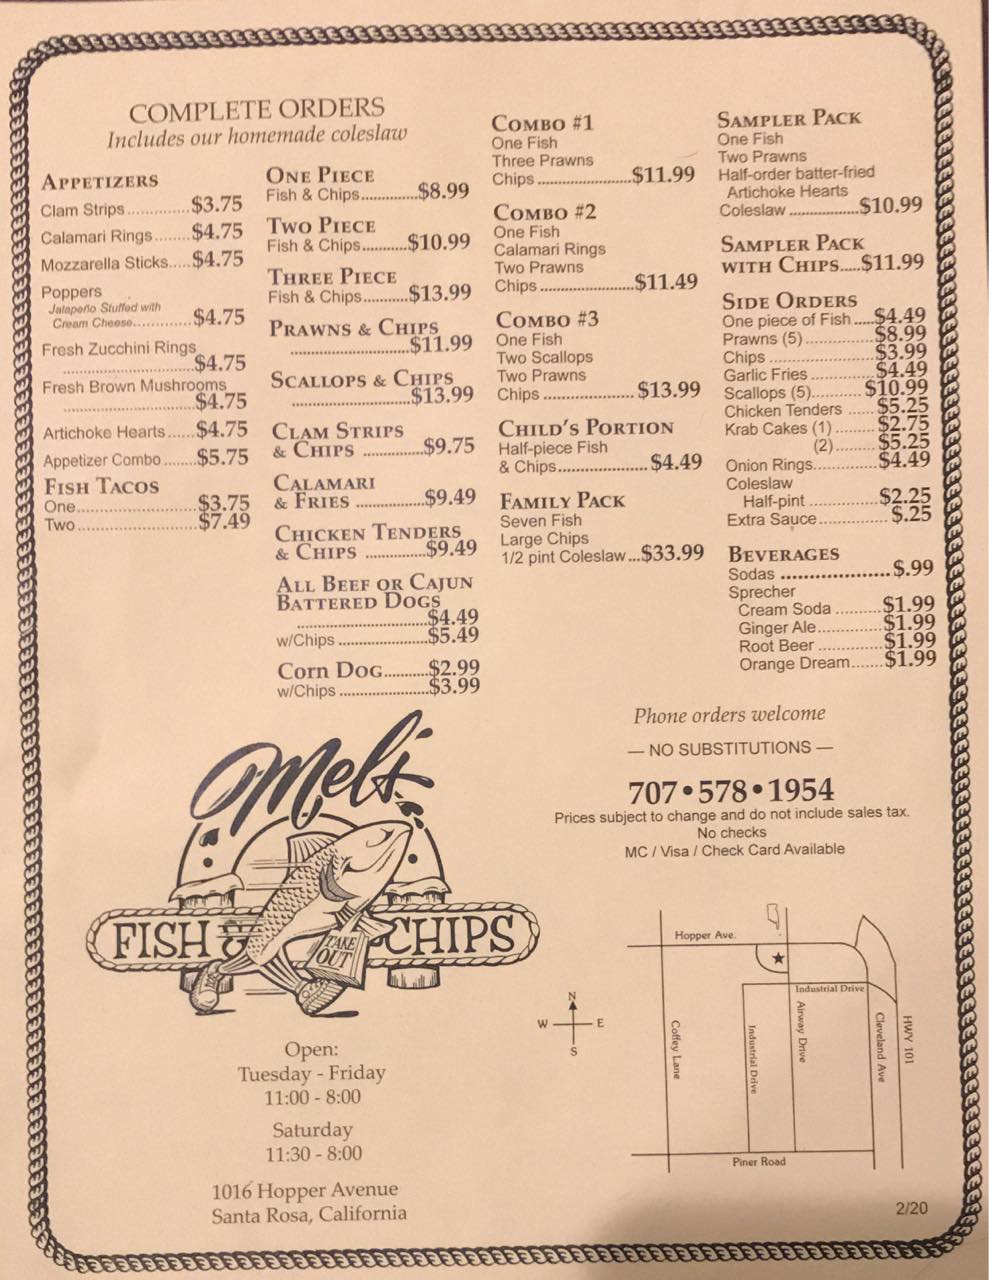 COMPLETE ORDERS
Includes our homemade coleslaw
APPETIZERS
Clam Strips.............$3.75
Calamari Rings........$4.75
Mozzarella Sticks.....$4.75
Poppers
Jalapeño Stuffed with
Cream Cheese............$4.75
Fresh Zucchini Rings
............................$4.75
Fresh Brown Mushrooms
............................$4.75
Artichoke Hearts......$4.75
Appetizer Combo.......$5.75
FISH TACOS
One.........................$3.75
Two.........................$7.49
ONE PIECE
Fish & Chips.............$8.99
TWO PIECE
Fish & Chips..........$10.99
THREE PIECE
Fish & Chips..........$13.99
PRAWNS & CHIPS
.........................$11.99
SCALLOPS & CHIPS
.........................$13.99
CLAM STRIPS
& CHIPS .............$9.75
CALAMARI
& FRIES ...............$9.49
CHICKEN TENDERS
& CHIPS .............$9.49
ALL BEEF OR CAJUN
BATTERED DOGS
............................$4.49
w/Chips ...................$5.49
CORN DOG..........$2.99
w/Chips ...................$3.99
COMBO #1
One Fish
Three Prawns
Chips ....................$11.99
COMBO #2
One Fish
Calamari Rings
Two Prawns
Chips ....................$11.49
COMBO #3
One Fish
Two Scallops
Two Prawns
Chips ....................$13.99
CHILD'S PORTION
Half-piece Fish
& Chips...................$4.49
FAMILY PACK
Seven Fish
Large Chips
1/2 pint Coleslaw...$33.99
SAMPLER PACK
One Fish
Two Prawns
Half-order batter-fried
Artichoke Hearts
Coleslaw ...............$10.99
SAMPLER PACK
WITH CHIPS....$11.99
SIDE ORDERS
One piece of Fish .....$4.49
Prawns (5)...............$8.99
Chips .......................$3.99
Garlic Fries ..............$4.49
Scallops (5)...........$10.99
Chicken Tenders ......$5.25
Krab Cakes (1) .........$2.75
(2).........$5.25
Onion Rings..............$4.49
Coleslaw
Half-pint ...............$2.25
Extra Sauce...............$.25
BEVERAGES
Sodas .....................$.99
Sprecher
Cream Soda ..........$1.99
Ginger Ale..............$1.99
Root Beer ..............$1.99
Orange Dream.......$1.99
Phone orders welcome
— NO SUBSTITUTIONS —
707•578•1954
Prices subject to change and do not include sales tax.
No checks
MC / Visa / Check Card Available
Mel's
FISH & CHIPS
TAKE
OUT
Open:
Tuesday - Friday
11:00 - 8:00
Saturday
11:30 - 8:00
1016 Hopper Avenue
Santa Rosa, California
Hopper Ave.
Industrial Drive
N
W E
S
Coffey Lane
Industrial Drive
Airway Drive
Cleveland Ave
HWY 101
Piner Road
2/20